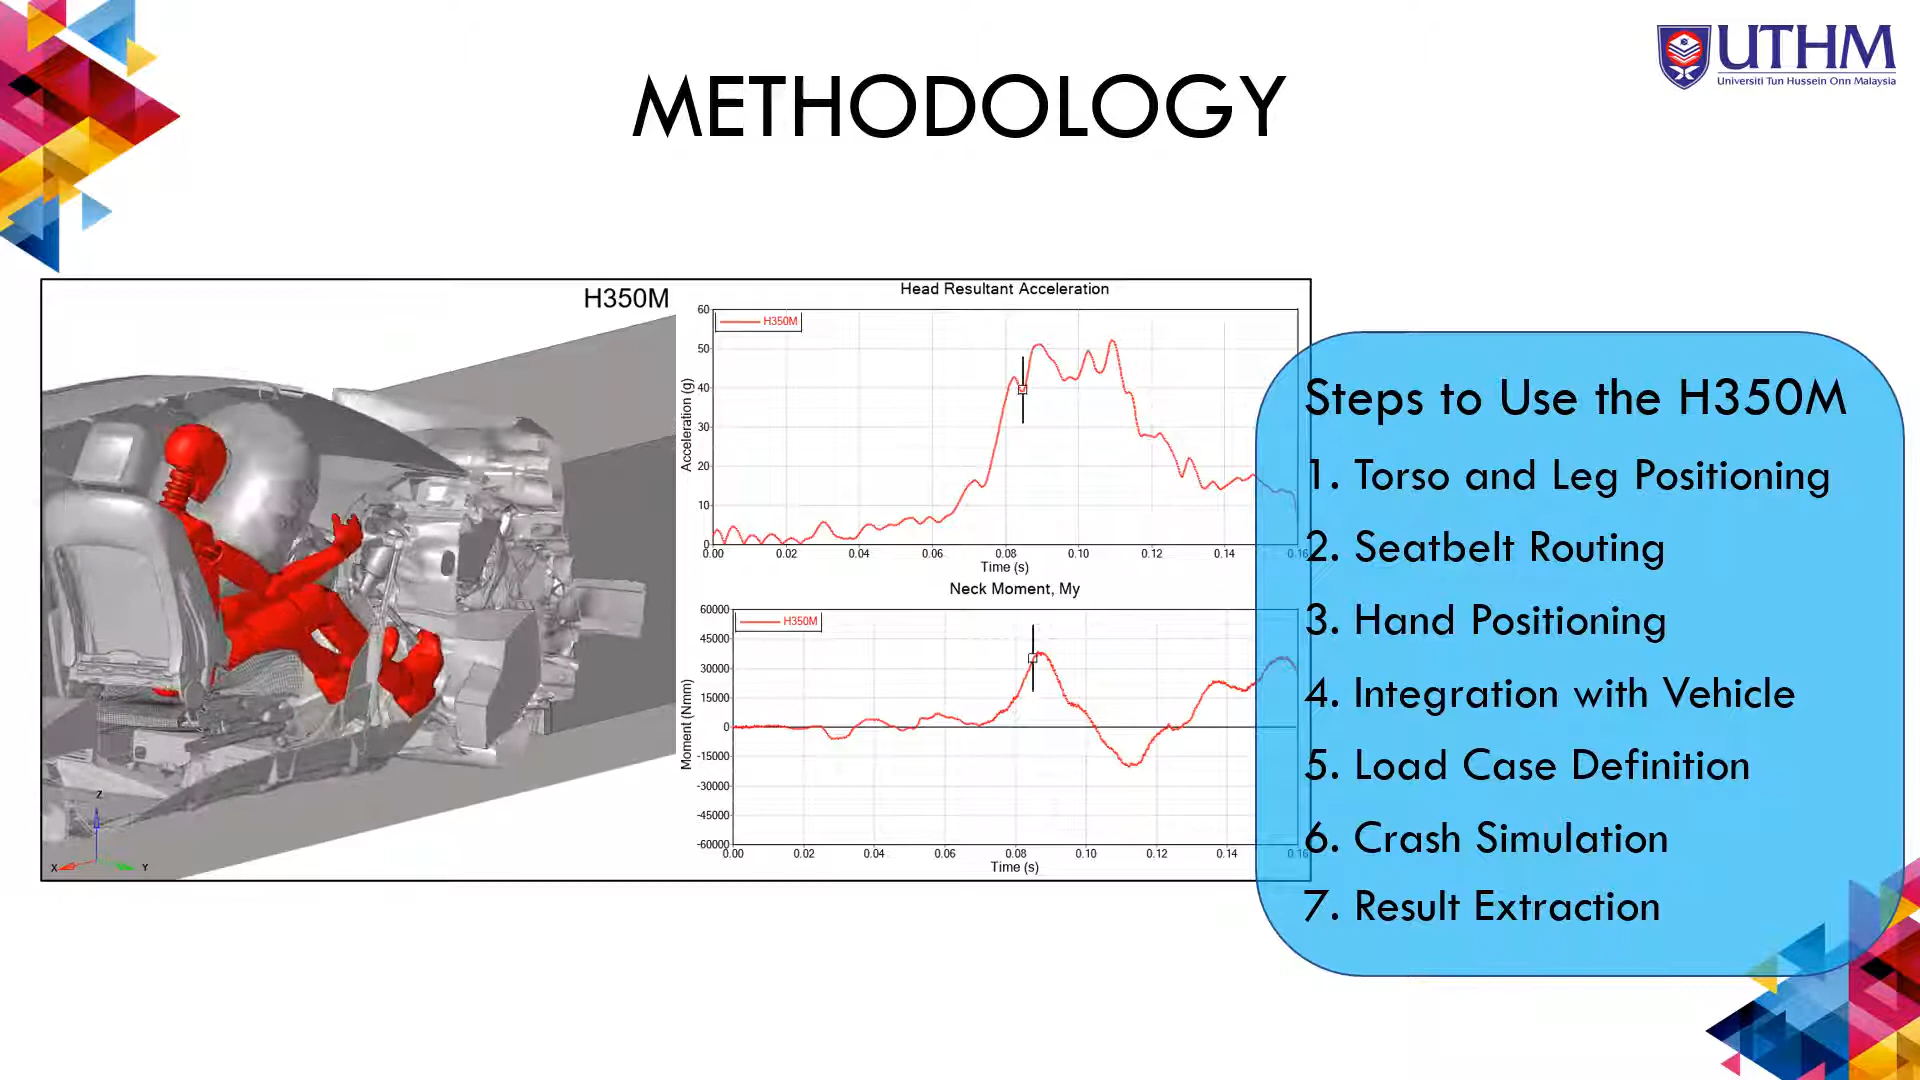 UTHM
Universiti Tun Hussein Onn Malaysia
METHODOLOGY
H350M
Z
X
Y
Head Resultant Acceleration
H350M
Acceleration (g)
60
50
40
30
20
10
0
0.00 0.02 0.04 0.06 0.08 0.10 0.12 0.14 0.16
Time (s)
Neck Moment, My
H350M
Moment (Nmm)
60000
45000
30000
15000
0
-15000
-30000
-45000
-60000
0.00 0.02 0.04 0.06 0.08 0.10 0.12 0.14 0.16
Time (s)
Steps to Use the H350M
1. Torso and Leg Positioning
2. Seatbelt Routing
3. Hand Positioning
4. Integration with Vehicle
5. Load Case Definition
6. Crash Simulation
7. Result Extraction